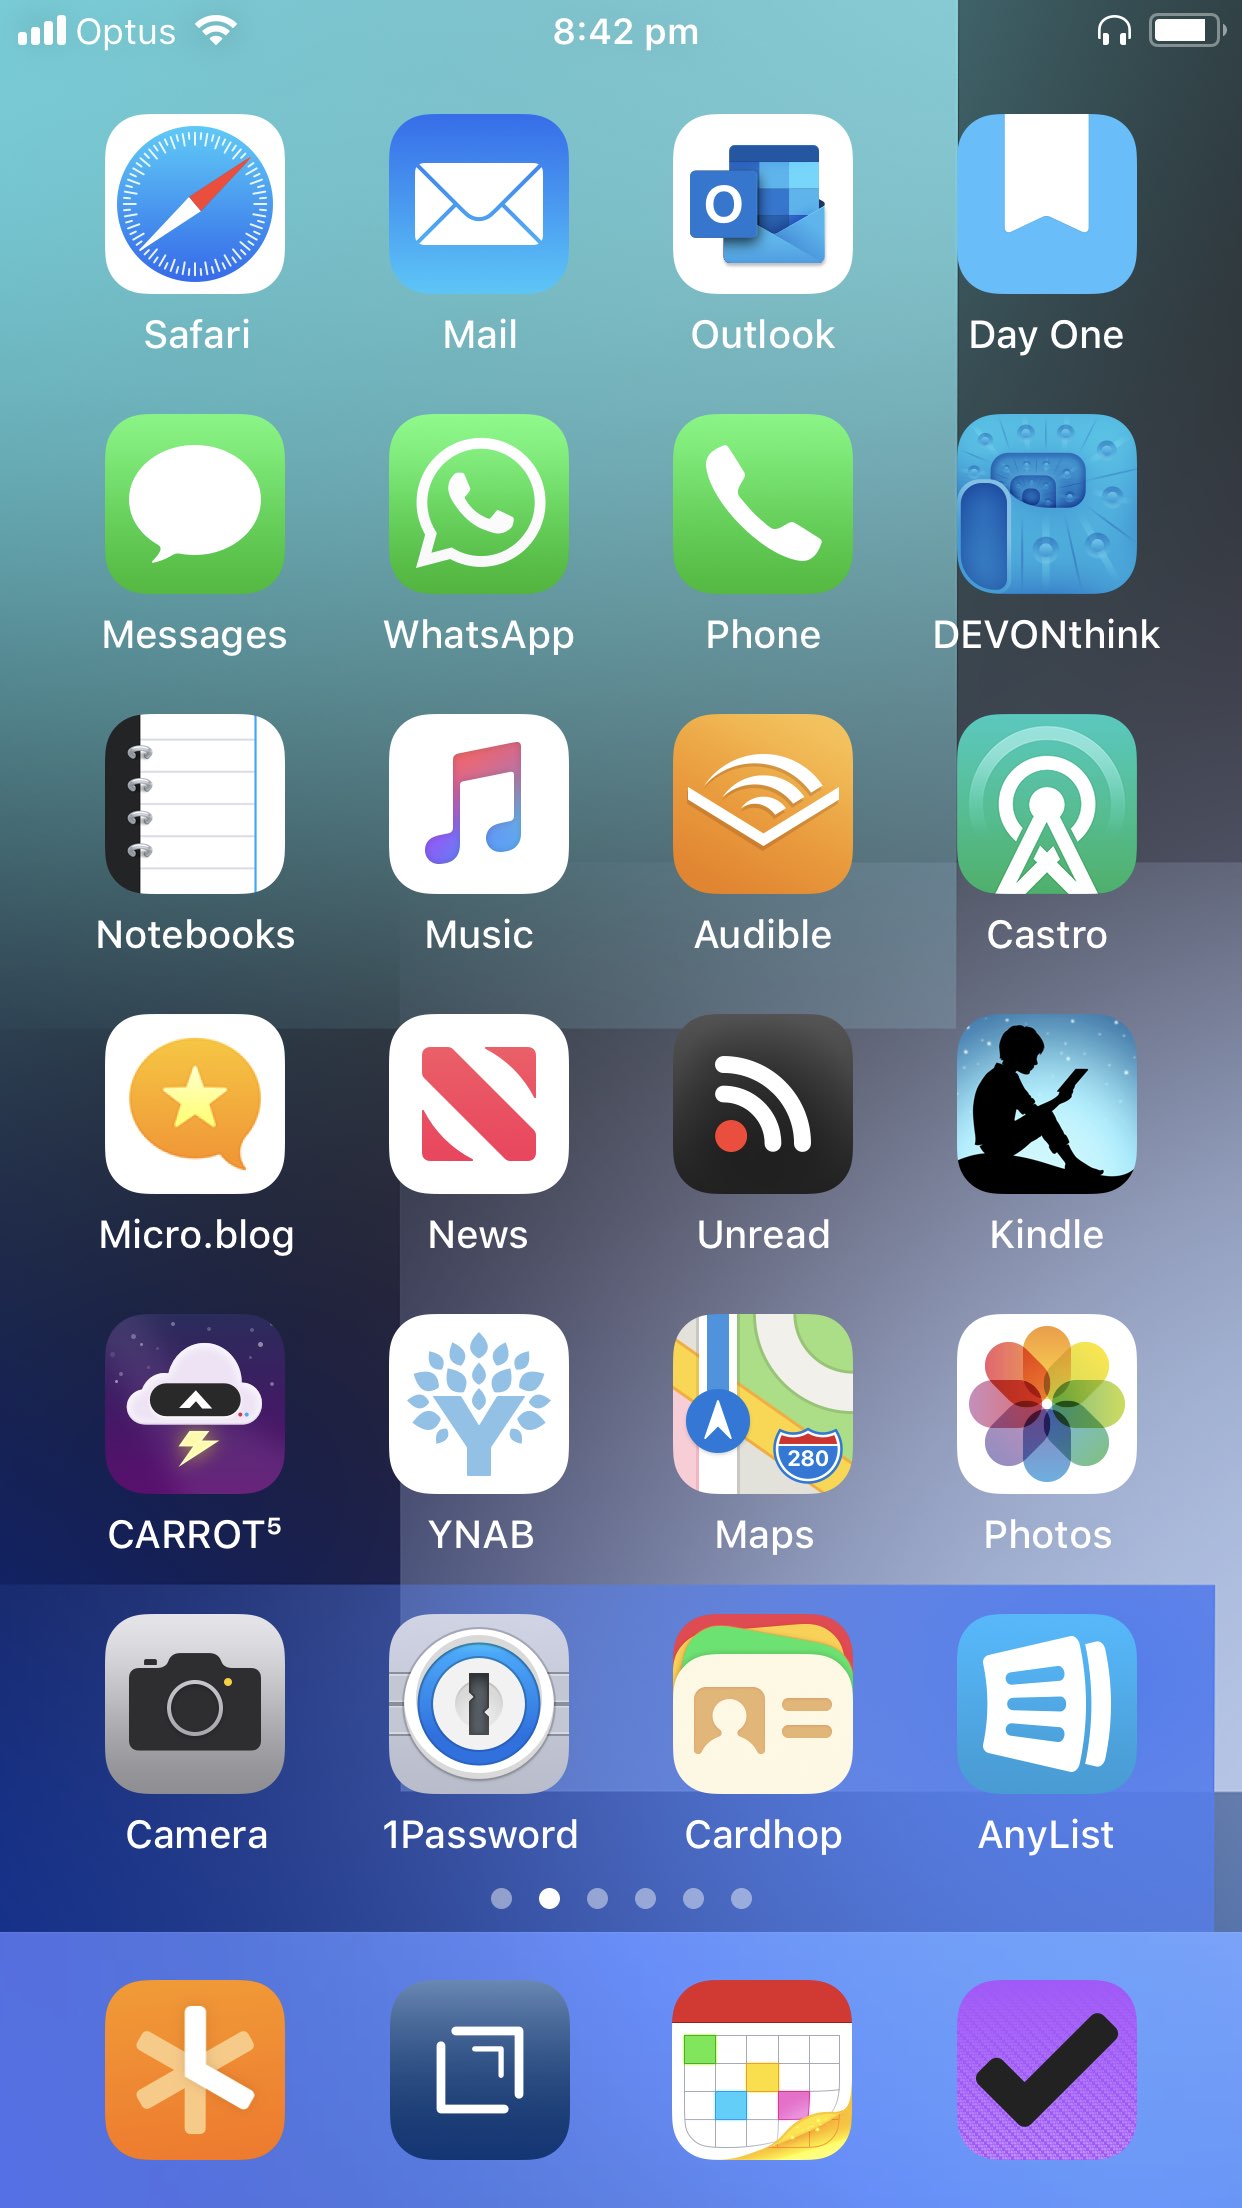 Optus 8:42 pm
Safari Mail Outlook Day One
Messages WhatsApp Phone DEVONthink
Notebooks Music Audible Castro
Micro.blog News Unread Kindle
280
CARROT⁵ YNAB Maps Photos
Camera 1Password Cardhop AnyList